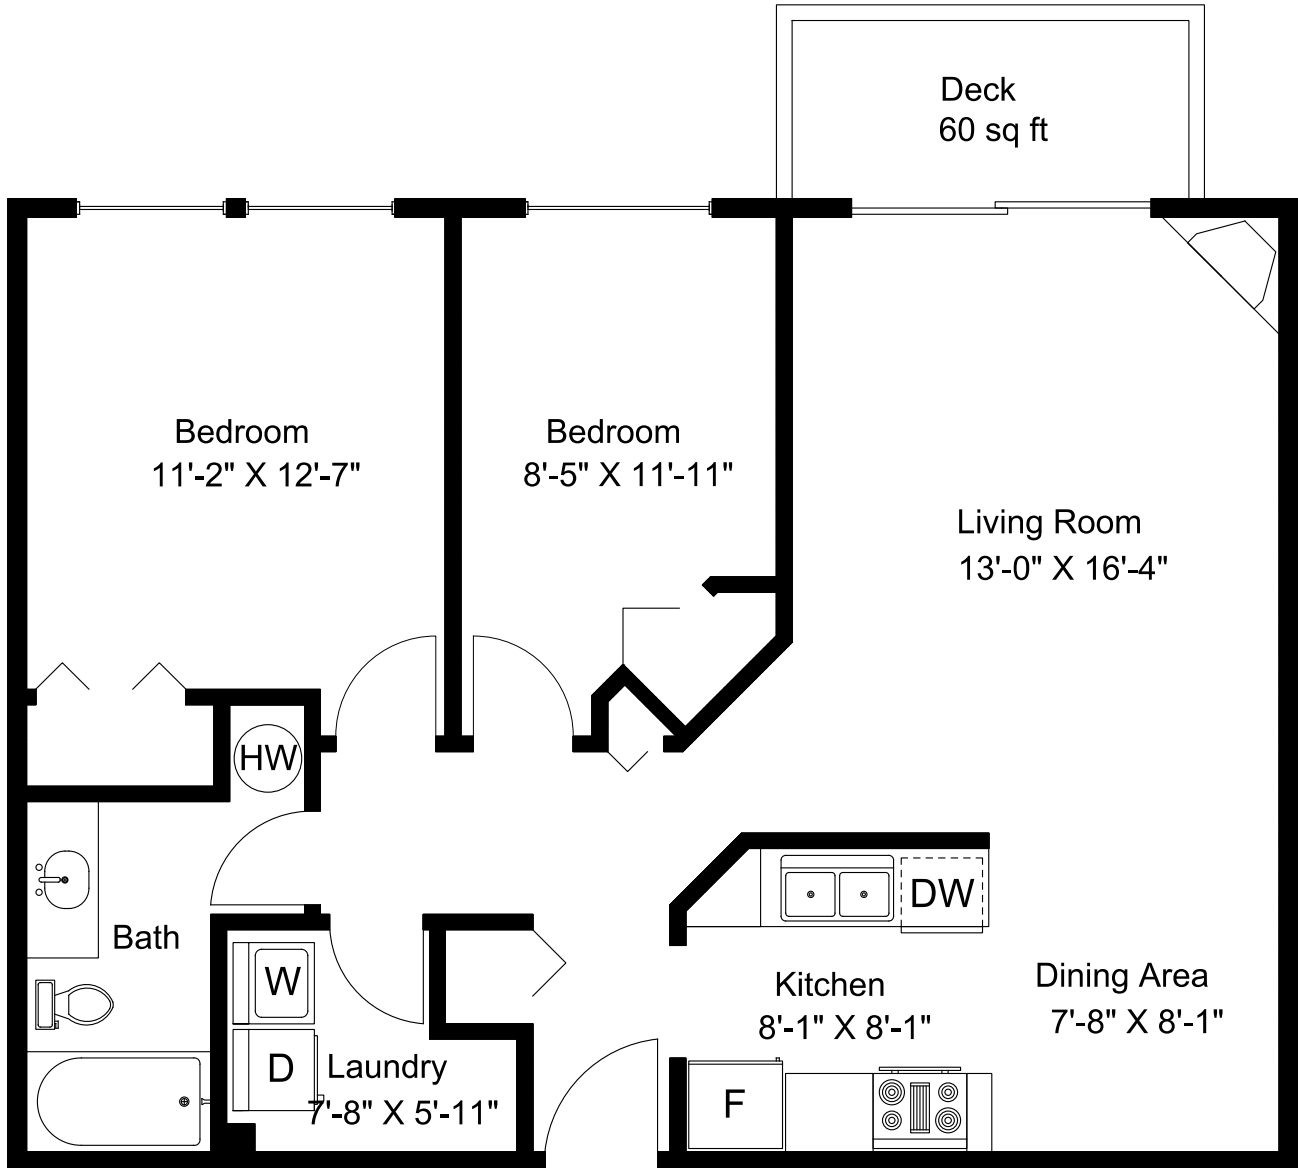 Deck
60 sq ft
Bedroom
11'-2" X 12'-7"
Bedroom
8'-5" X 11'-11"
Living Room
13'-0" X 16'-4"
HW
DW
Bath
W
Kitchen
8'-1" X 8'-1"
Dining Area
7'-8" X 8'-1"
D
Laundry
7'-8" X 5'-11"
F